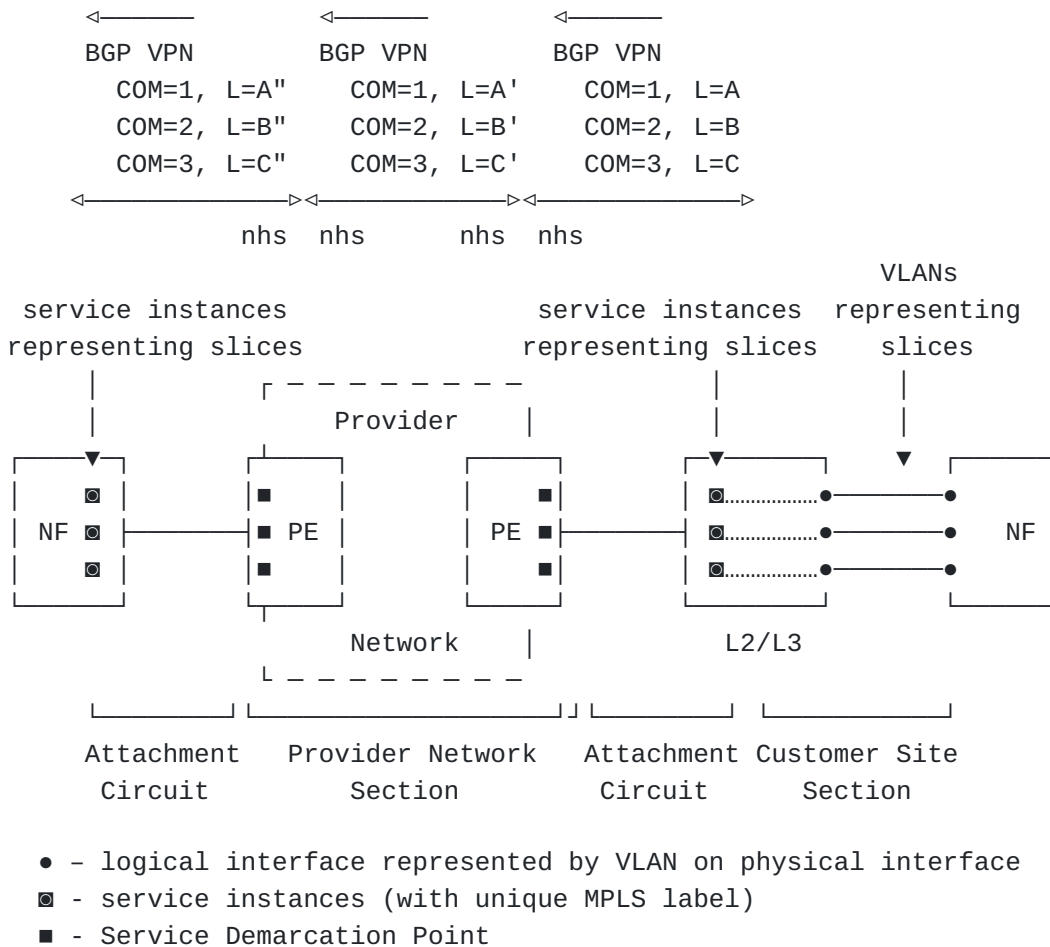 BGP VPN BGP VPN BGP VPN
COM=1, L=A" COM=1, L=A' COM=1, L=A
COM=2, L=B" COM=2, L=B' COM=2, L=B
COM=3, L=C" COM=3, L=C' COM=3, L=C
nhs nhs nhs nhs
VLANs
service instances service instances representing
representing slices representing slices slices
Provider
NF PE PE NF
Network L2/L3
Attachment Provider Network Attachment Customer Site
Circuit Section Circuit Section
● – logical interface represented by VLAN on physical interface
◙ - service instances (with unique MPLS label)
■ - Service Demarcation Point